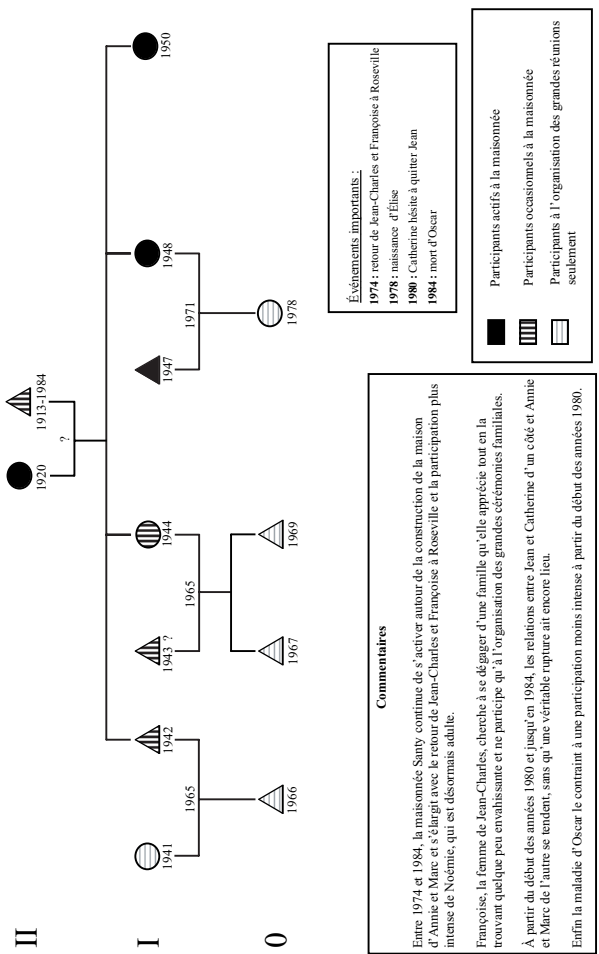 II
1920
1913-1984
?
I
1941
1965
1942
1943 ?
1965
1944
1947
1971
1948
1950
0
1966
1967
1969
1978
Commentaires
Entre 1974 et 1984, la maisonnée Santy continue de s’activer autour de la construction de la maison
d’Annie et Marc et s’élargit avec le retour de Jean-Charles et Françoise à Roseville et la participation plus
intense de Noémie, qui est désormais adulte.
Françoise, la femme de Jean-Charles, cherche à se dégager d’une famille qu’elle apprécie tout en la
trouvant quelque peu envahissante et ne participe qu’à l’organisation des grandes cérémonies familiales.
À partir du début des années 1980 et jusqu’en 1984, les relations entre Jean et Catherine d’un côté et Annie
et Marc de l’autre se tendent, sans qu’une véritable rupture ait encore lieu.
Enfin la maladie d’Oscar le contraint à une participation moins intense à partir du début des années 1980.
Événements importants :
1974 : retour de Jean-Charles et Françoise à Roseville
1978 : naissance d’Élise
1980 : Catherine hésite à quitter Jean
1984 : mort d’Oscar
Participants actifs à la maisonnée
Participants occasionnels à la maisonnée
Participants à l’organisation des grandes réunions
seulement